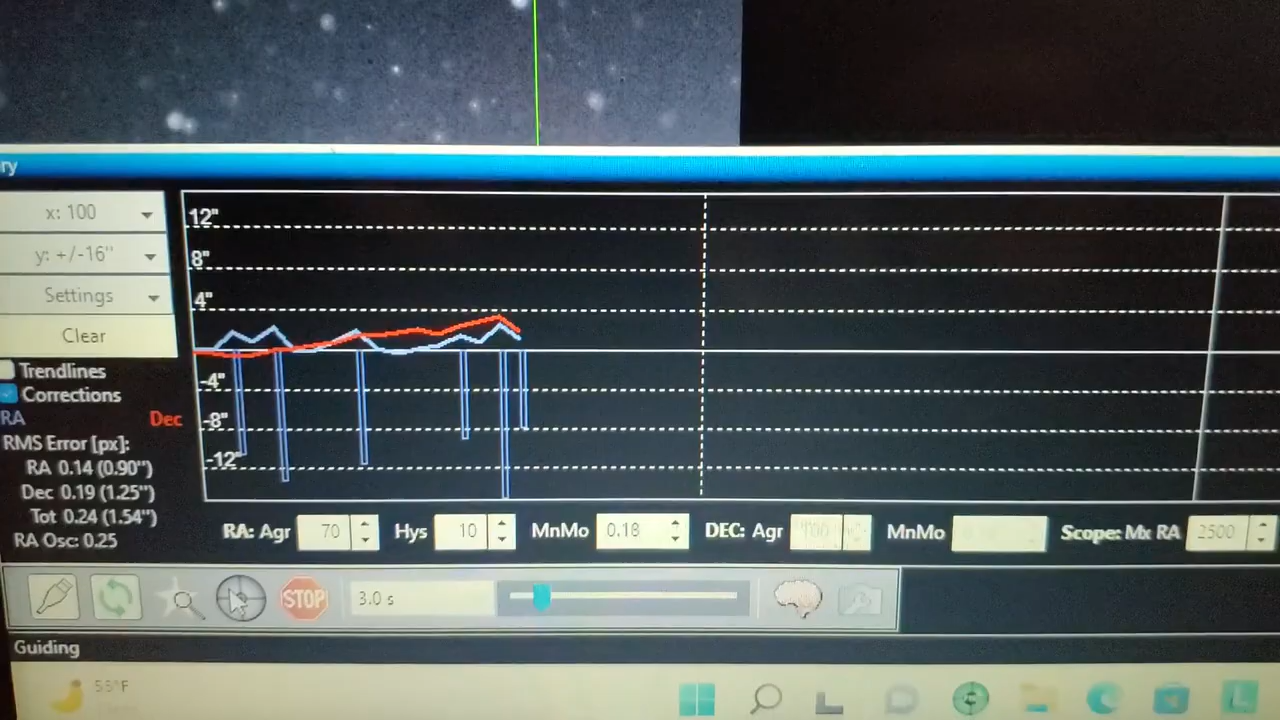 ry
x: 100
y: +/-16"
Settings
Clear
Trendlines
Corrections
RA Dec
RMS Error [px]:
RA 0.14 (0.90")
Dec 0.19 (1.25")
Tot 0.24 (1.54")
RA Osc: 0.25
12"
8"
4"
-4"
-8"
-12"
RA: Agr 70 Hys 10 MnMo 0.18 DEC: Agr 100 MnMo Scope: Mx RA 2500
STOP 3.0 s
Guiding
55°F